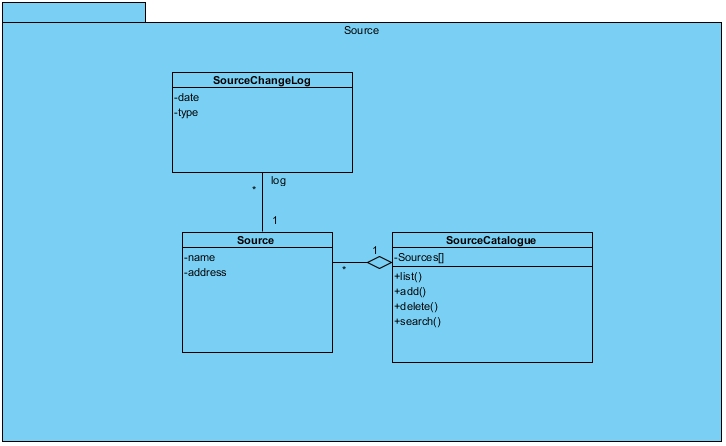 Source
SourceChangeLog
-date
-type
log
*
1
Source
-name
-address
*
1
SourceCatalogue
-Sources[]
+list()
+add()
+delete()
+search()